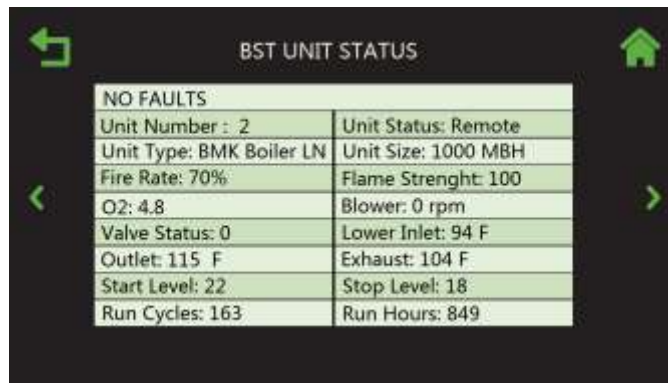 BST UNIT STATUS
NO FAULTS
Unit Number : 2
Unit Status: Remote
Unit Type: BMK Boiler LN
Unit Size: 1000 MBH
Fire Rate: 70%
Flame Strenght: 100
O2: 4.8
Blower: 0 rpm
Valve Status: 0
Lower Inlet: 94 F
Outlet: 115 F
Exhaust: 104 F
Start Level: 22
Stop Level: 18
Run Cycles: 163
Run Hours: 849